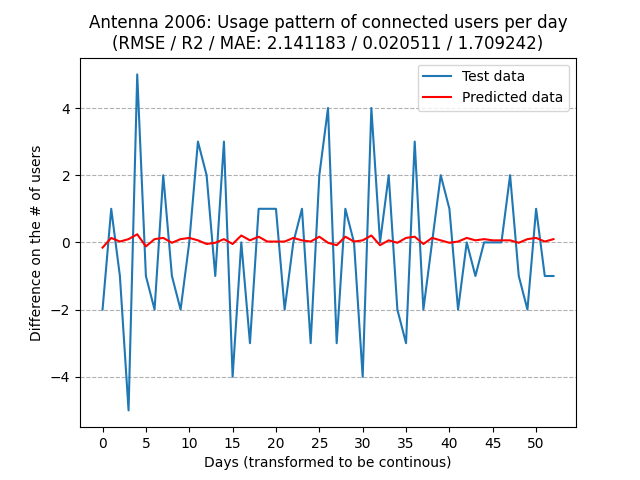 Antenna 2006: Usage pattern of connected users per day
(RMSE / R2 / MAE: 2.141183 / 0.020511 / 1.709242)
Test data
Predicted data
4
2
0
−2
−4
Difference on the # of users
0 5 10 15 20 25 30 35 40 45 50
Days (transformed to be continous)